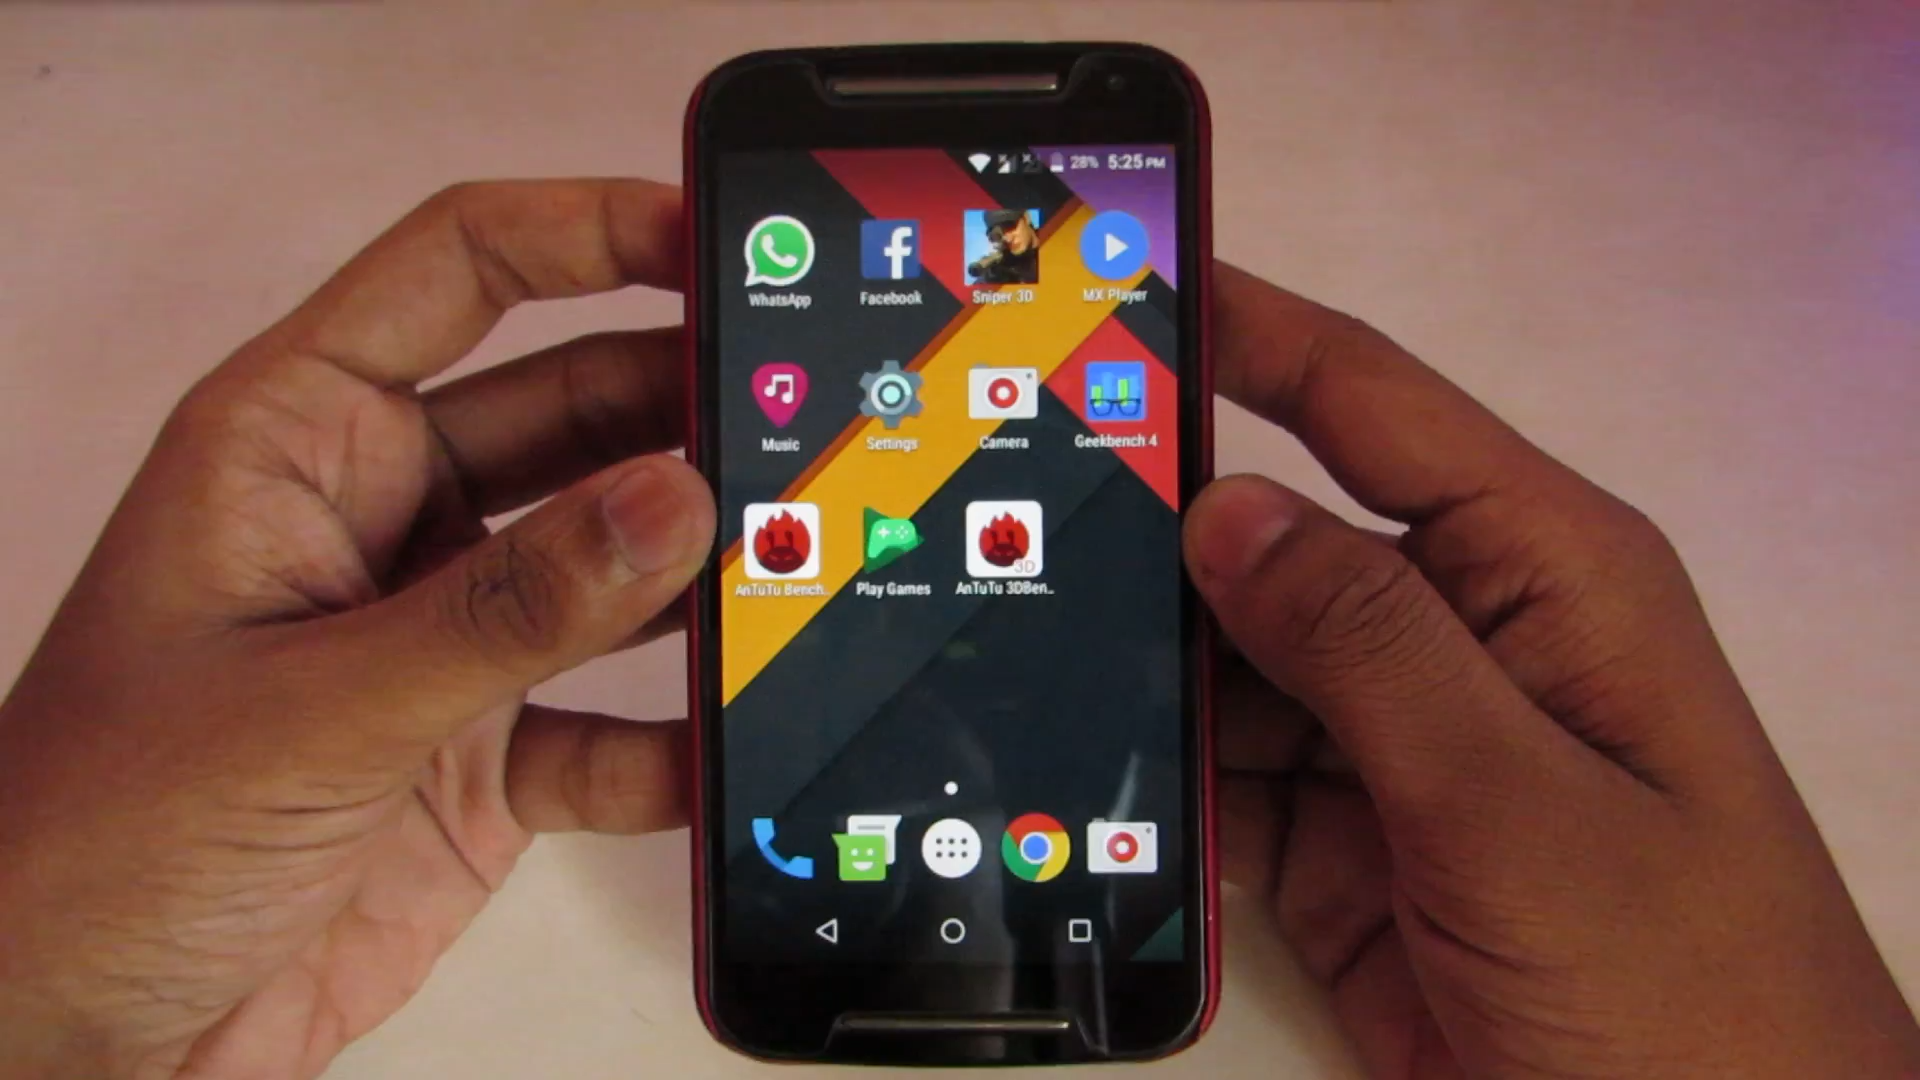 28% 5:25 PM
WhatsApp Facebook Sniper 3D MX Player
Music Settings Camera Geekbench 4
AnTuTu Bench.. Play Games AnTuTu 3DBen..
3D